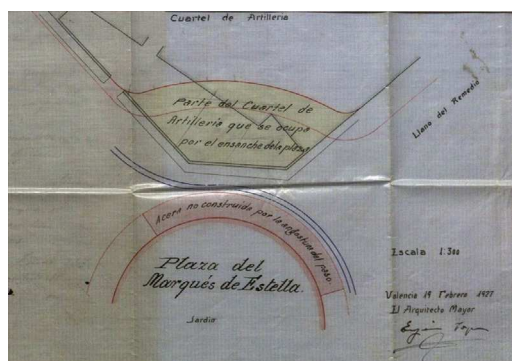 Cuartel de Artilleria
Parte del Cuartel de
Artilleria que se ocupa
por el ensanche de la plaza
Llano del Remedio
Acera no construida por la angostura del paso
Plaza del
Marqués de Estella.
Jardin
Escala 1:300
Valencia 19 Febrero 1927
El Arquitecto Mayor